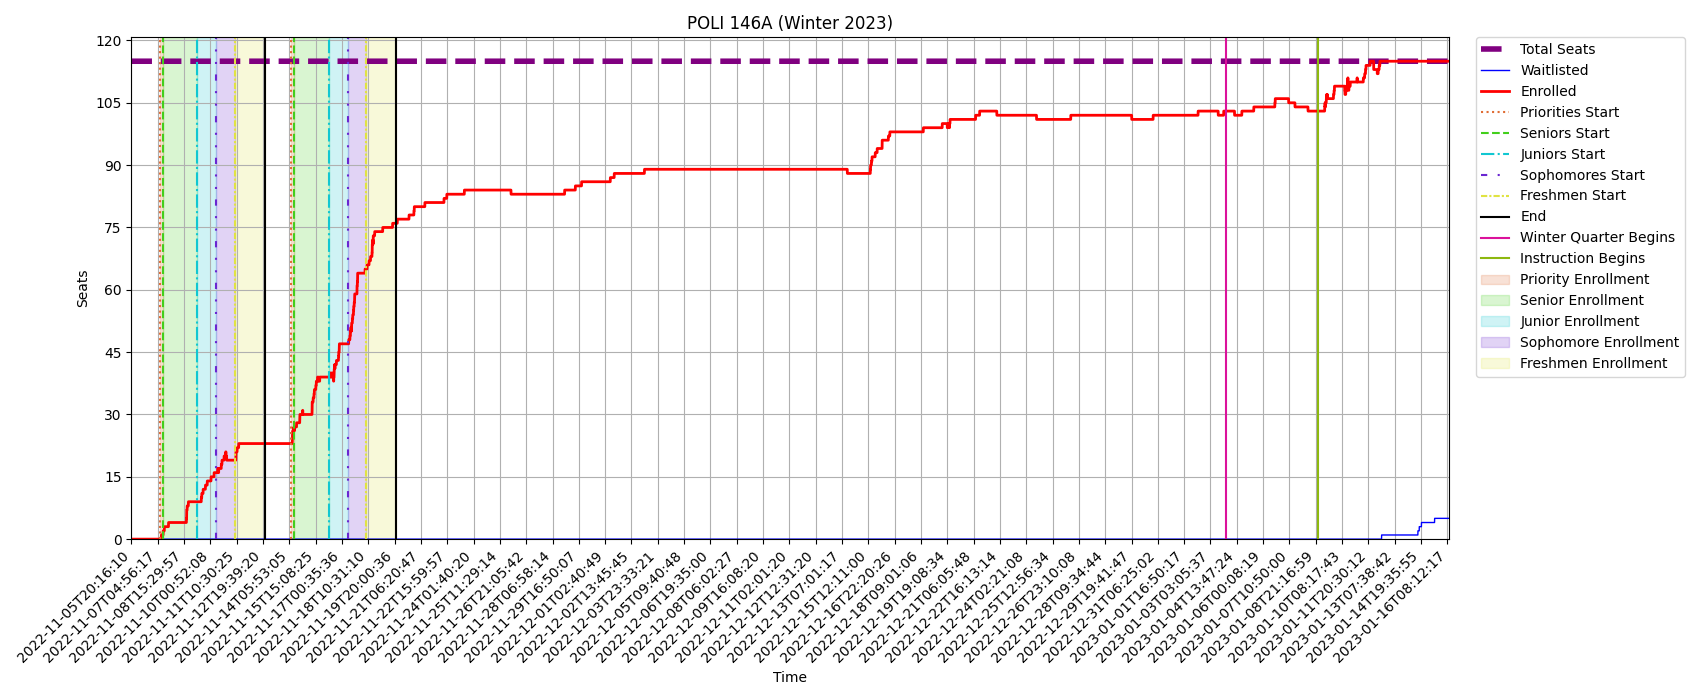 POLI 146A (Winter 2023)
Seats
120
105
90
75
60
45
30
15
0
2022-11-05T20:16:10
2022-11-07T04:56:17
2022-11-08T15:29:57
2022-11-10T00:52:08
2022-11-11T10:30:25
2022-11-12T19:39:20
2022-11-14T05:53:05
2022-11-15T15:08:25
2022-11-17T00:35:36
2022-11-18T10:31:10
2022-11-19T20:00:36
2022-11-21T06:20:47
2022-11-22T15:59:57
2022-11-24T01:40:20
2022-11-25T11:29:14
2022-11-26T21:05:42
2022-11-28T06:58:14
2022-11-29T16:50:07
2022-12-01T02:40:49
2022-12-02T13:45:45
2022-12-03T23:33:21
2022-12-05T09:40:48
2022-12-06T19:35:00
2022-12-08T06:02:27
2022-12-09T16:08:20
2022-12-11T02:01:20
2022-12-12T12:31:20
2022-12-13T07:01:17
2022-12-15T12:11:00
2022-12-16T22:20:26
2022-12-18T09:01:06
2022-12-19T19:08:34
2022-12-21T06:05:48
2022-12-22T16:13:14
2022-12-24T02:21:08
2022-12-25T12:56:34
2022-12-26T23:10:08
2022-12-28T09:34:44
2022-12-29T19:41:47
2022-12-31T06:25:02
2023-01-01T16:50:17
2023-01-03T03:05:37
2023-01-04T13:47:24
2023-01-06T00:08:19
2023-01-07T10:50:00
2023-01-08T21:16:59
2023-01-10T08:17:43
2023-01-11T20:30:12
2023-01-13T07:38:42
2023-01-14T19:35:55
2023-01-16T08:12:17
Time
Total Seats
Waitlisted
Enrolled
Priorities Start
Seniors Start
Juniors Start
Sophomores Start
Freshmen Start
End
Winter Quarter Begins
Instruction Begins
Priority Enrollment
Senior Enrollment
Junior Enrollment
Sophomore Enrollment
Freshmen Enrollment